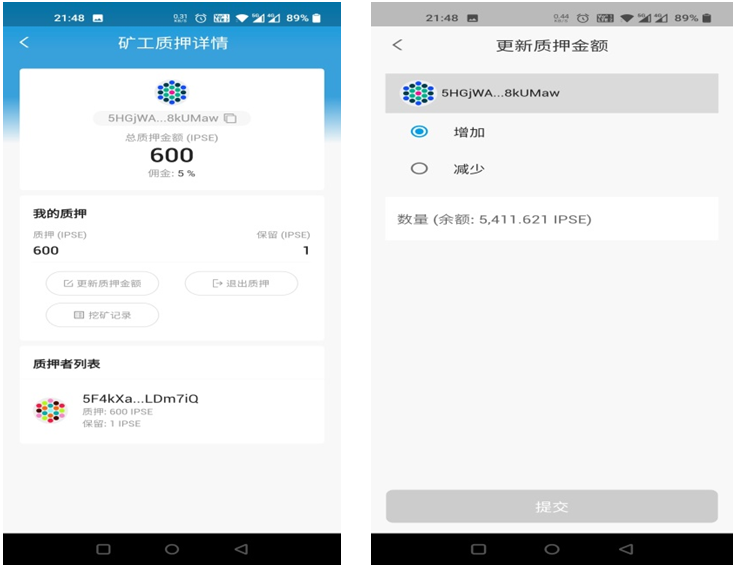 21:48
0.31
KB/S
89%
矿工质押详情
5HGjWA...8kUMaw
总质押金额 (IPSE)
600
佣金: 5 %
我的质押
质押 (IPSE)
保留 (IPSE)
600
1
更新质押金额
退出质押
挖矿记录
质押者列表
5F4kXa...LDm7iQ
质押: 600 IPSE
保留: 1 IPSE
21:48
0.44
KB/S
89%
更新质押金额
5HGjWA...8kUMaw
增加
减少
数量 (余额: 5,411.621 IPSE)
提交